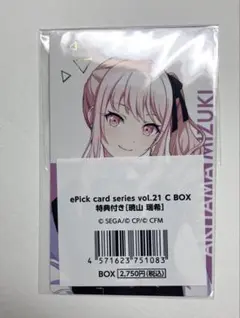 ePick card series vol.21 C BOX
特典付き[暁山 瑞希]
© SEGA/© CP/© CFM
4 571623 751083
BOX 2,750円(税込)
AKIYAMA MIZUKI